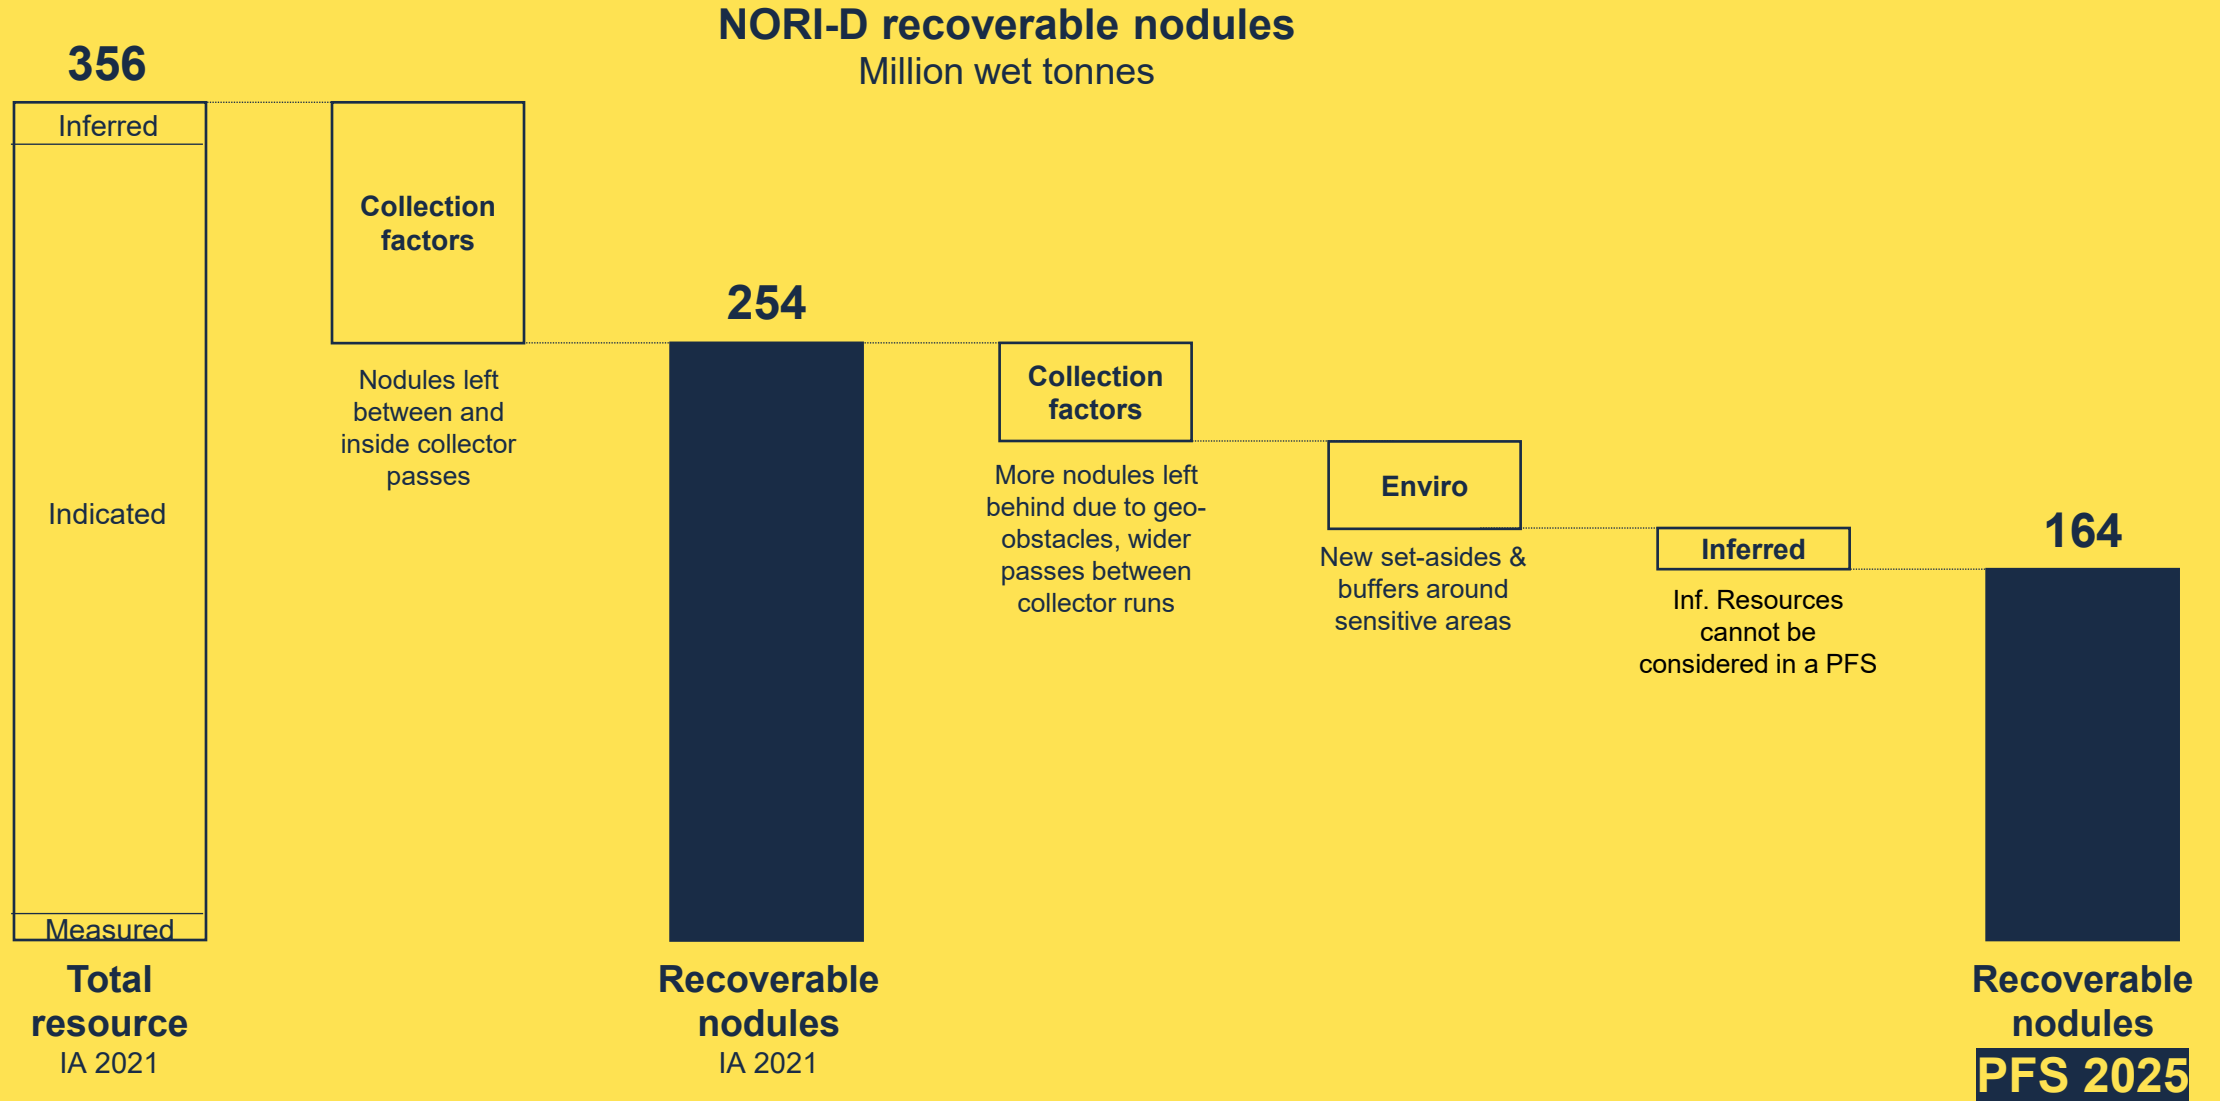 NORI-D recoverable nodules
Million wet tonnes
356
Inferred
Indicated
Measured
Total
resource
IA 2021
Collection
factors
Nodules left
between and
inside collector
passes
254
Recoverable
nodules
IA 2021
Collection
factors
More nodules left
behind due to geo-
obstacles, wider
passes between
collector runs
Enviro
New set-asides &
buffers around
sensitive areas
Inferred
Inf. Resources
cannot be
considered in a PFS
164
Recoverable
nodules
PFS 2025